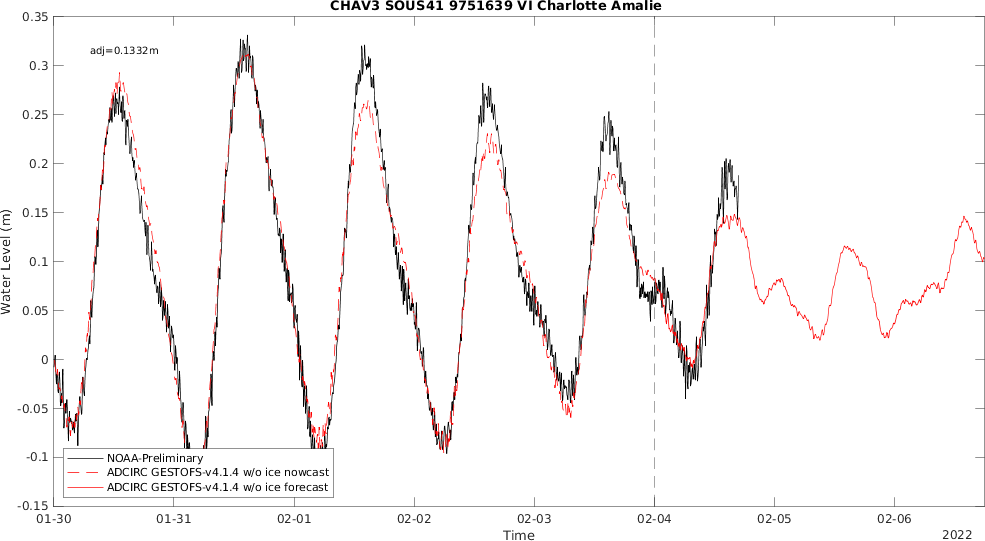 CHAV3 SOUS41 9751639 VI Charlotte Amalie
adj=0.1332m
0.35
0.3
0.25
0.2
0.15
0.1
0.05
0
-0.05
-0.1
-0.15
Water Level (m)
NOAA-Preliminary
ADCIRC GESTOFS-v4.1.4 w/o ice nowcast
ADCIRC GESTOFS-v4.1.4 w/o ice forecast
01-30 01-31 02-01 02-02 02-03 02-04 02-05 02-06
Time
2022